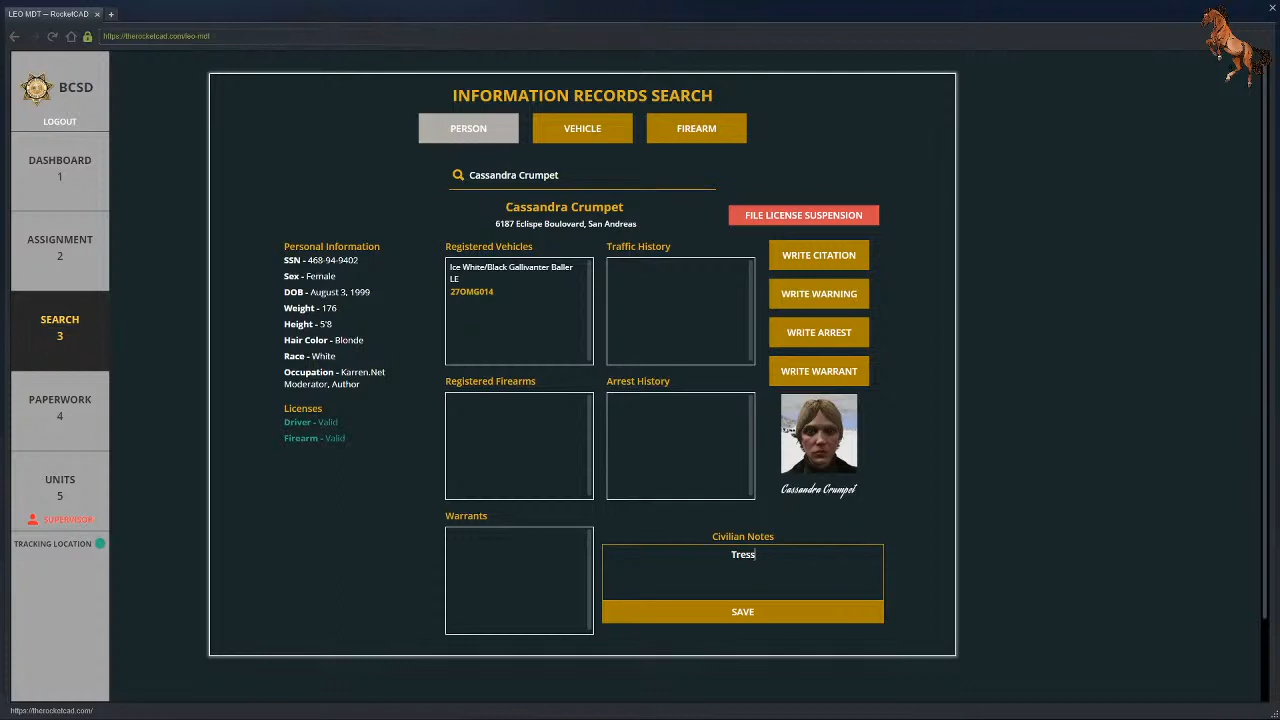 LEO MDT — RocketCAD
https://therocketcad.com/leo-mdt
BCSD
LOGOUT
DASHBOARD
1
ASSIGNMENT
2
SEARCH
3
PAPERWORK
4
UNITS
5
SUPERVISOR
TRACKING LOCATION
INFORMATION RECORDS SEARCH
PERSON
VEHICLE
FIREARM
Cassandra Crumpet
Cassandra Crumpet
6187 Eclispe Boulovard, San Andreas
FILE LICENSE SUSPENSION
Personal Information
SSN - 468-94-9402
Sex - Female
DOB - August 3, 1999
Weight - 176
Height - 5'8
Hair Color - Blonde
Race - White
Occupation - Karren.Net
Moderator, Author
Licenses
Driver - Valid
Firearm - Valid
Registered Vehicles
Ice White/Black Gallivanter Baller
LE
27OMG014
Traffic History
Registered Firearms
Arrest History
Warrants
WRITE CITATION
WRITE WARNING
WRITE ARREST
WRITE WARRANT
Cassandra Crumpet
Civilian Notes
Tress
SAVE
https://therocketcad.com/